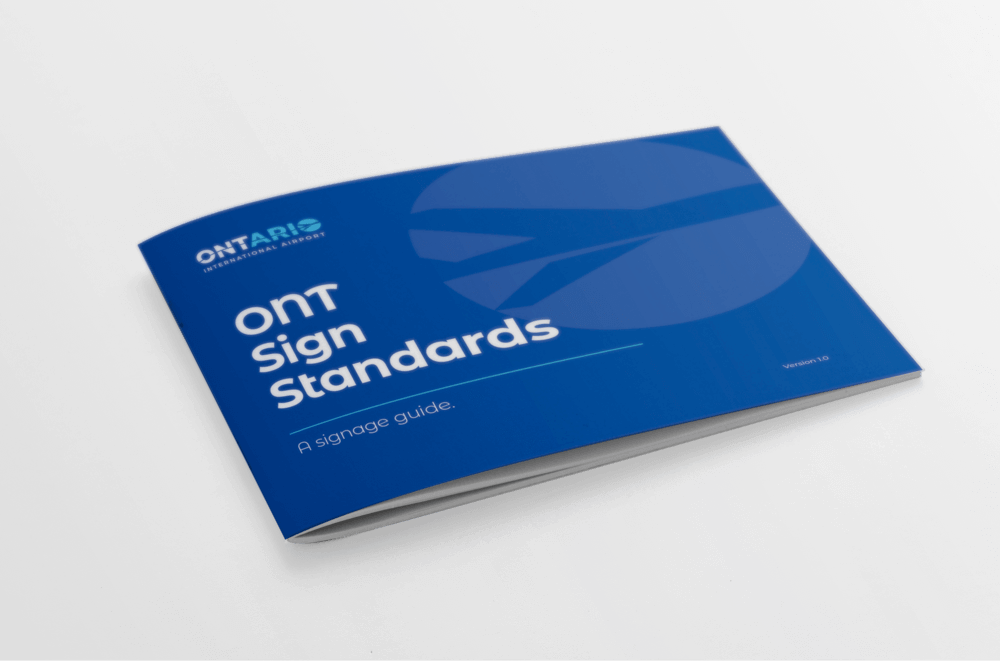 ONTARIO
INTERNATIONAL AIRPORT
ONT
Sign
Standards
A signage guide.
Version 1.0